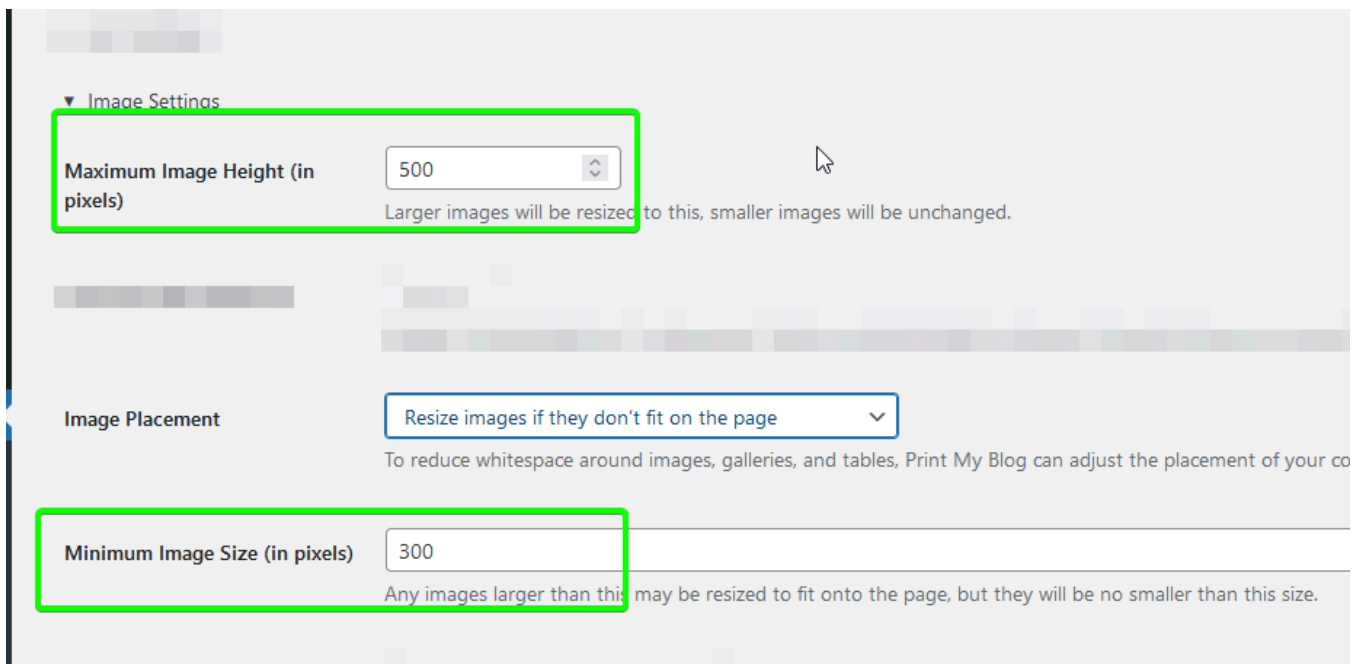 ▼ Image Settings
Maximum Image Height (in
pixels)
500
Larger images will be resized to this, smaller images will be unchanged.
Image Placement
Resize images if they don't fit on the page
To reduce whitespace around images, galleries, and tables, Print My Blog can adjust the placement of your co
Minimum Image Size (in pixels)
300
Any images larger than this may be resized to fit onto the page, but they will be no smaller than this size.